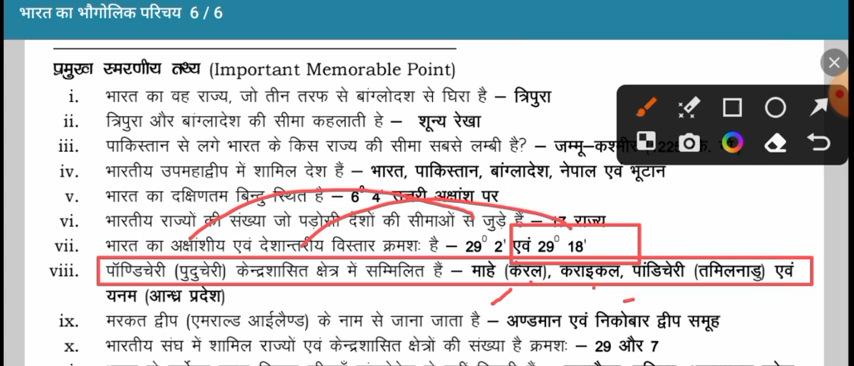 भारत का भौगोलिक परिचय 6 / 6
प्रमुख स्मरणीय तथ्य (Important Memorable Point)
i. भारत का वह राज्य, जो तीन तरफ से बांग्लोदश से घिरा है – त्रिपुरा
ii. त्रिपुरा और बांग्लादेश की सीमा कहलाती हे – शून्य रेखा
iii. पाकिस्तान से लगे भारत के किस राज्य की सीमा सबसे लम्बी है? – जम्मू–कश्मीर
iv. भारतीय उपमहाद्वीप में शामिल देश हैं – भारत, पाकिस्तान, बांग्लादेश, नेपाल एवं भूटान
v. भारत का दक्षिणतम बिन्दु स्थित है – 6° 4' उत्तरी अक्षांश पर
vi. भारतीय राज्यों की संख्या जो पड़ोसी देशों की सीमाओं से जुड़े हैं – 17 राज्य
vii. भारत का अक्षांशीय एवं देशान्तरीय विस्तार क्रमशः है – 29° 2' एवं 29° 18'
viii. पॉण्डिचेरी (पुदुचेरी) केन्द्रशासित क्षेत्र में सम्मिलित हैं – माहे (केरल), कराइकल, पांडिचेरी (तमिलनाडु) एवं
यनम (आन्ध्र प्रदेश)
ix. मरकत द्वीप (एमराल्ड आईलैण्ड) के नाम से जाना जाता है – अण्डमान एवं निकोबार द्वीप समूह
x. भारतीय संघ में शामिल राज्यों एवं केन्द्रशासित क्षेत्रों की संख्या है क्रमशः – 29 और 7